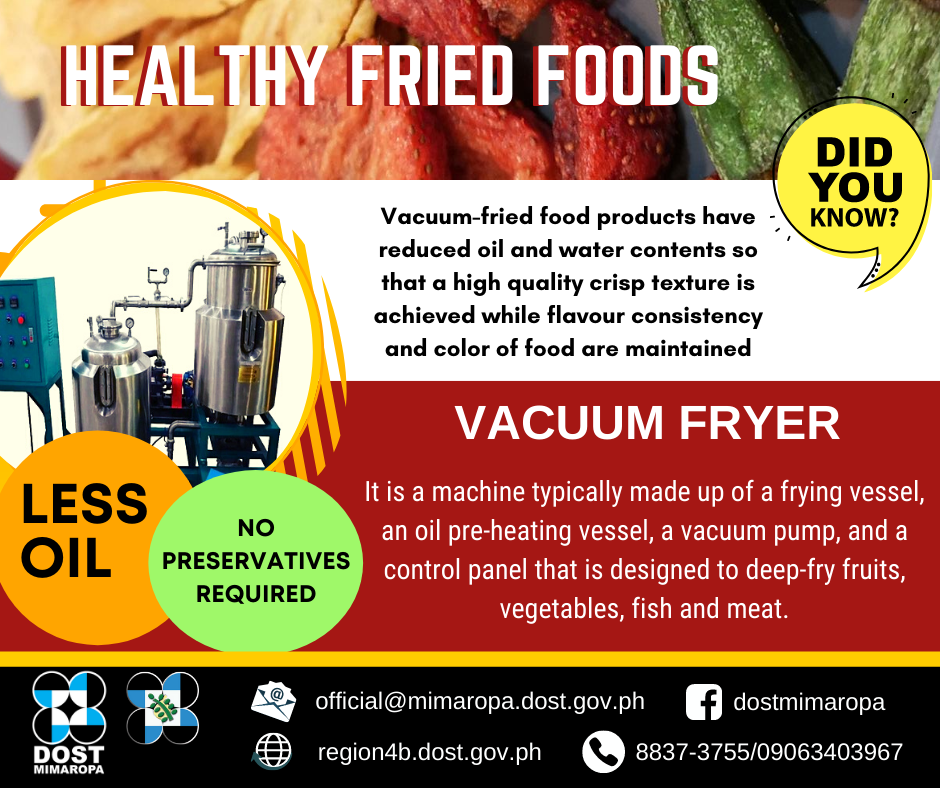 HEALTHY FRIED FOODS
DID
YOU
KNOW?
Vacuum-fried food products have
reduced oil and water contents so
that a high quality crisp texture is
achieved while flavour consistency
and color of food are maintained
VACUUM FRYER
It is a machine typically made up of a frying vessel,
an oil pre-heating vessel, a vacuum pump, and a
control panel that is designed to deep-fry fruits,
vegetables, fish and meat.
LESS
OIL
NO
PRESERVATIVES
REQUIRED
DOST
MIMAROPA
official@mimaropa.dost.gov.ph
dostmimaropa
region4b.dost.gov.ph
8837-3755/09063403967